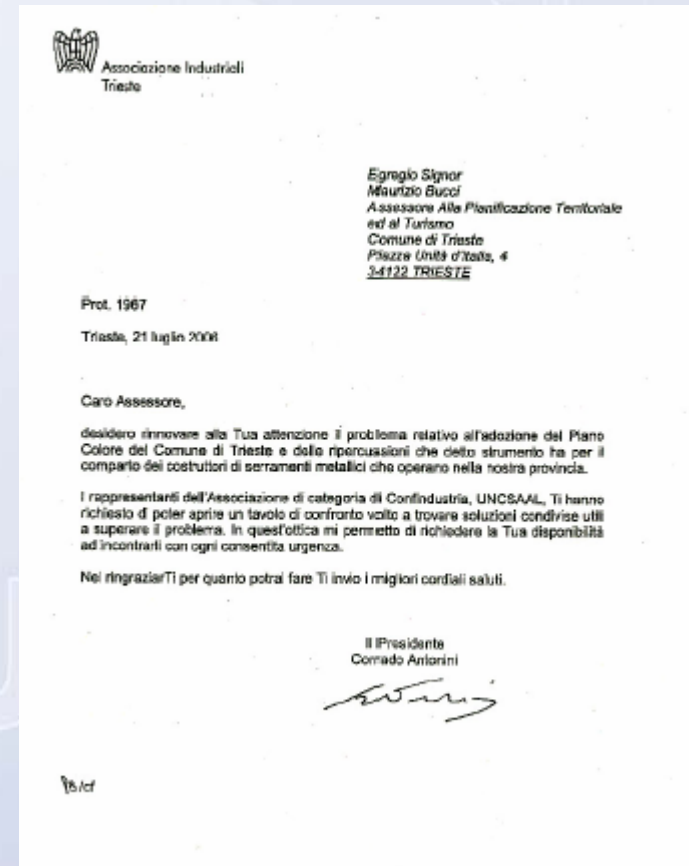 Associazione Industriali
Trieste
Egregio Signor
Maurizio Bucci
Assessore Alla Pianificazione Territoriale
ed al Turismo
Comune di Trieste
Piazza Unità d'Italia, 4
34122 TRIESTE
Prot. 1967
Trieste, 21 luglio 2006
Caro Assessore,
desidero rinnovare alla Tua attenzione il problema relativo all'adozione del Piano
Colore del Comune di Trieste e delle ripercussioni che detto strumento ha per il
comparto dei costruttori di serramenti metallici che operano nella nostra provincia.
I rappresentanti dell'Associazione di categoria di Confindustria, UNCSAAL, Ti hanno
richiesto di poter aprire un tavolo di confronto volto a trovare soluzioni condivise utili
a superare il problema. In quest'ottica mi permetto di richiedere la Tua disponibilità
ad incontrarli con ogni consentita urgenza.
Nel ringraziarTi per quanto potrai fare Ti invio i migliori cordiali saluti.
Il Presidente
Corrado Antonini
/cf